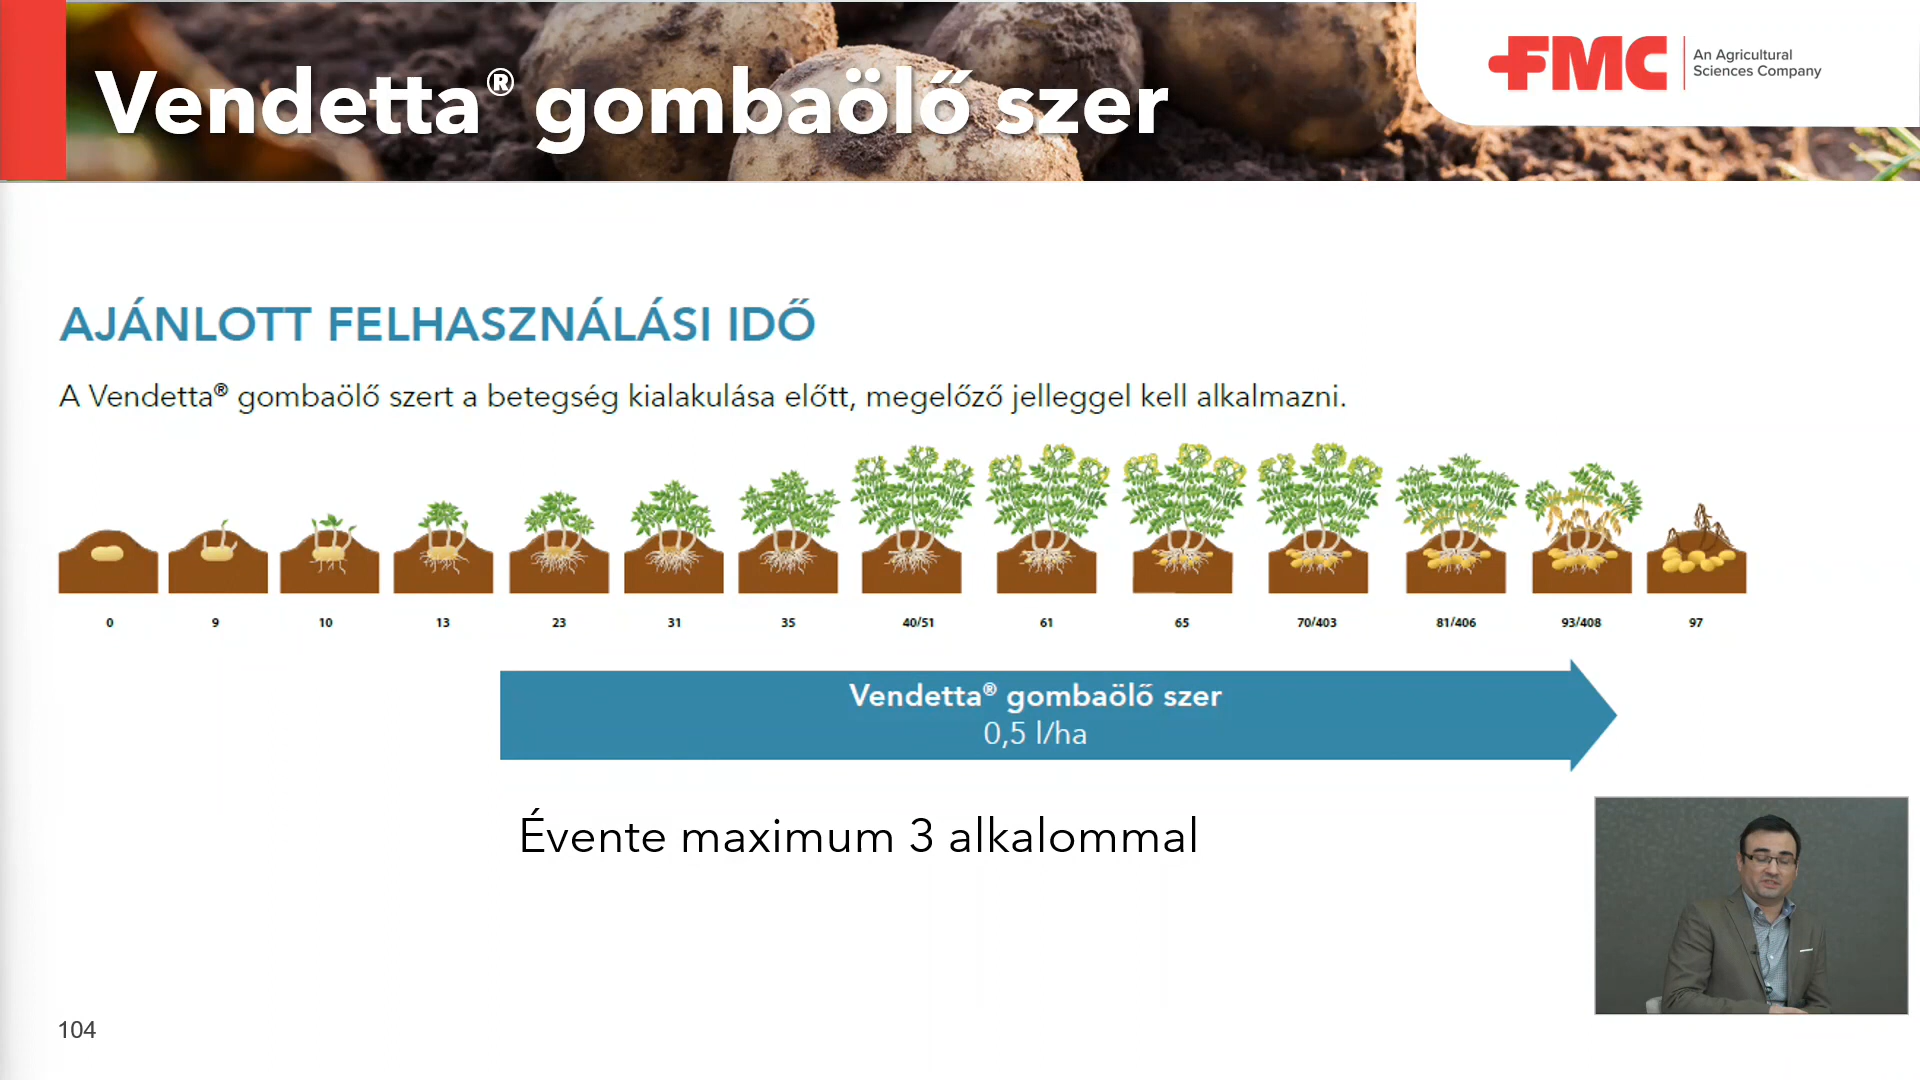 Vendetta® gombaölő szer
FMC
An Agricultural
Sciences Company
AJÁNLOTT FELHASZNÁLÁSI IDŐ
A Vendetta® gombaölő szert a betegség kialakulása előtt, megelőző jelleggel kell alkalmazni.
0 9 10 13 23 31 35 40/51 61 65 70/403 81/406 93/408 97
Vendetta® gombaölő szer
0,5 l/ha
Évente maximum 3 alkalommal
104